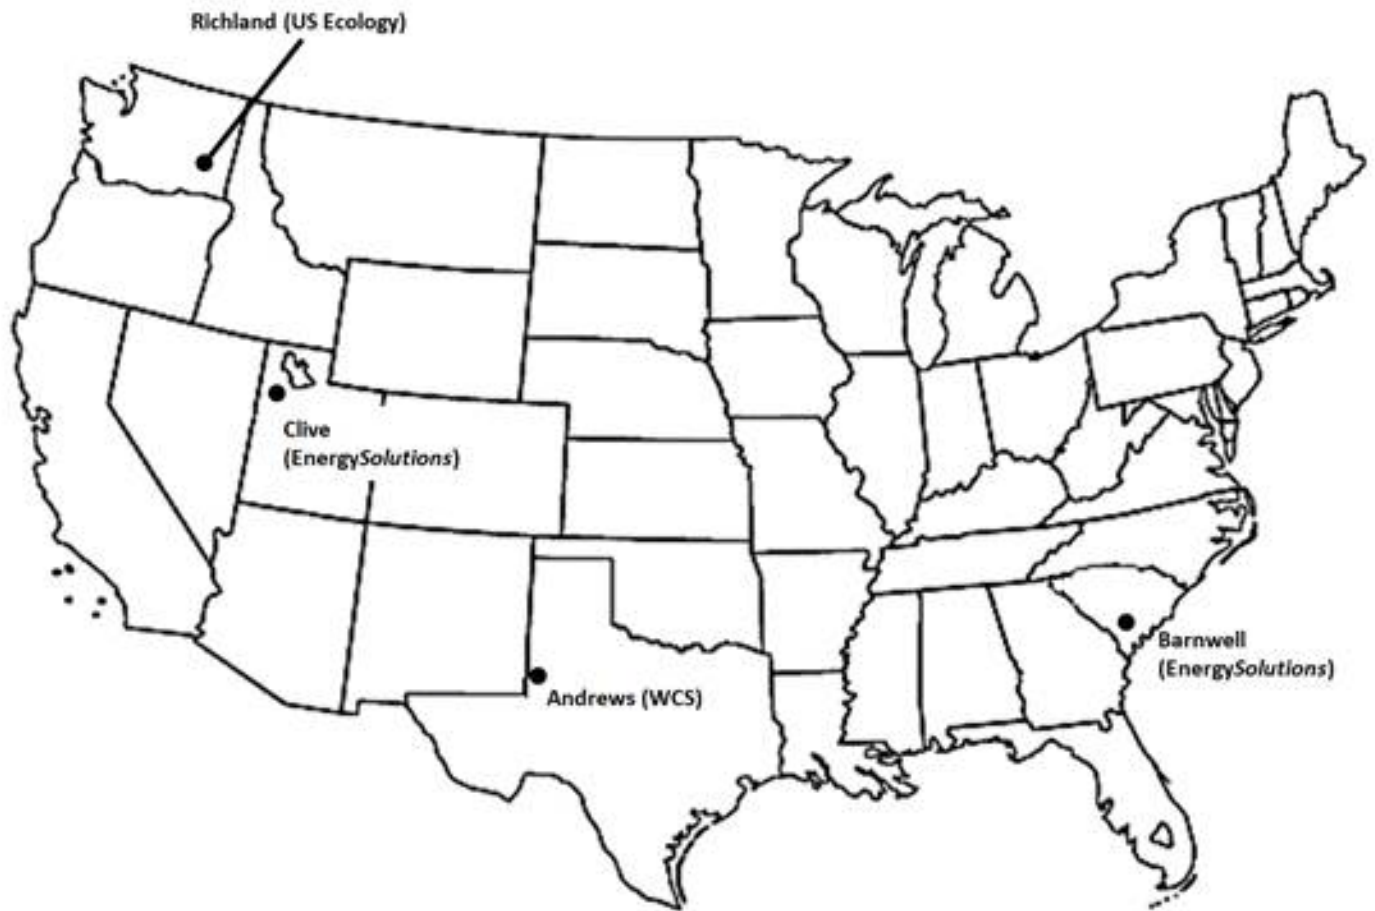 Richland (US Ecology)
Clive
(EnergySolutions)
Andrews (WCS)
Barnwell
(EnergySolutions)